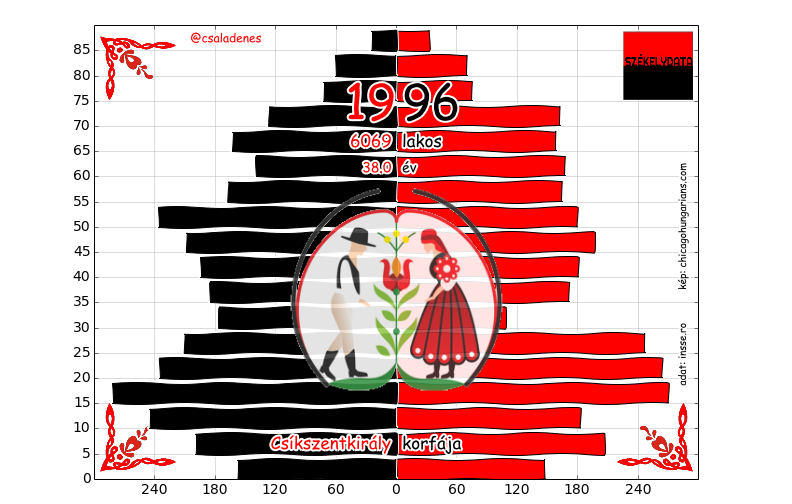 @csaladenes
SZÉKELYDATA
1996
6069 lakos
38.0 év
kép: chicagohungarians.com
adat: insse.ro
Csíkszentkirály korfája
85
80
75
70
65
60
55
50
45
40
35
30
25
20
15
10
5
0
240 180 120 60 0 60 120 180 240